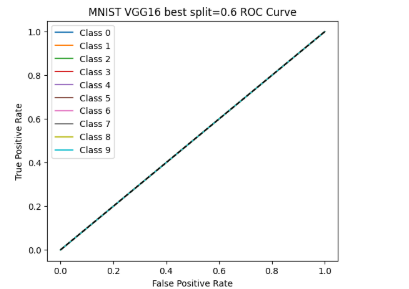 MNIST VGG16 best split=0.6 ROC Curve
Class 0
Class 1
Class 2
Class 3
Class 4
Class 5
Class 6
Class 7
Class 8
Class 9
True Positive Rate
1.0
0.8
0.6
0.4
0.2
0.0
0.0 0.2 0.4 0.6 0.8 1.0
False Positive Rate